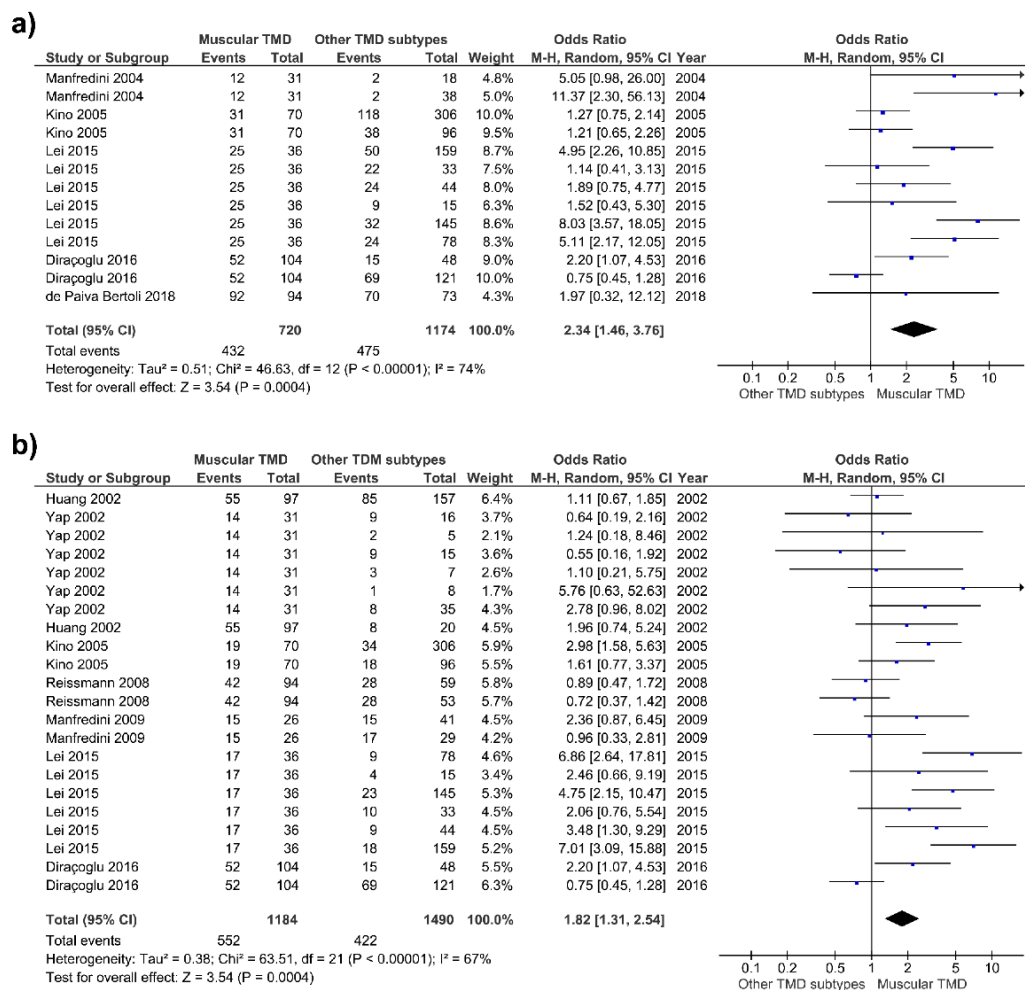 a)
Muscular TMD Other TMD subtypes Odds Ratio Odds Ratio
Study or Subgroup Events Total Events Total Weight M-H, Random, 95% CI Year M-H, Random, 95% CI
Manfredini 2004 12 31 2 18 4.8% 5.05 [0.98, 26.00] 2004
Manfredini 2004 12 31 2 38 5.0% 11.37 [2.30, 56.13] 2004
Kino 2005 31 70 118 306 10.0% 1.27 [0.75, 2.14] 2005
Kino 2005 31 70 38 96 9.5% 1.21 [0.65, 2.26] 2005
Lei 2015 25 36 50 159 8.7% 4.95 [2.26, 10.85] 2015
Lei 2015 25 36 22 33 7.5% 1.14 [0.41, 3.13] 2015
Lei 2015 25 36 24 44 8.0% 1.89 [0.75, 4.77] 2015
Lei 2015 25 36 9 15 6.3% 1.52 [0.43, 5.30] 2015
Lei 2015 25 36 32 145 8.6% 8.03 [3.57, 18.05] 2015
Lei 2015 25 36 24 78 8.3% 5.11 [2.17, 12.05] 2015
Diraçoglu 2016 52 104 15 48 9.0% 2.20 [1.07, 4.53] 2016
Diraçoglu 2016 52 104 69 121 9.9% 0.75 [0.45, 1.28] 2016
de Paiva Bertoli 2018 92 94 70 73 4.3% 1.97 [0.32, 12.12] 2018
Total (95% CI) 720 1174 100.0% 2.34 [1.46, 3.76]
Total events 432 475
Heterogeneity: Tau² = 0.51; Chi² = 46.63, df = 12 (P < 0.00001); I² = 74%
Test for overall effect: Z = 3.54 (P = 0.0004)
0.1 0.2 0.5 1 2 5 10
Other TMD subtypes Muscular TMD
b)
Muscular TMD Other TDM subtypes Odds Ratio Odds Ratio
Study or Subgroup Events Total Events Total Weight M-H, Random, 95% CI Year M-H, Random, 95% CI
Huang 2002 55 97 85 157 6.4% 1.11 [0.67, 1.85] 2002
Yap 2002 14 31 9 16 3.7% 0.64 [0.19, 2.16] 2002
Yap 2002 14 31 2 5 2.1% 1.24 [0.18, 8.46] 2002
Yap 2002 14 31 9 15 3.6% 0.55 [0.16, 1.92] 2002
Yap 2002 14 31 3 7 2.6% 1.10 [0.21, 5.75] 2002
Yap 2002 14 31 1 8 1.7% 5.76 [0.63, 52.63] 2002
Yap 2002 14 31 8 35 4.3% 2.78 [0.96, 8.02] 2002
Huang 2002 55 97 8 20 4.5% 1.96 [0.74, 5.24] 2002
Kino 2005 19 70 34 306 5.9% 2.98 [1.58, 5.63] 2005
Kino 2005 19 70 18 96 5.5% 1.61 [0.77, 3.37] 2005
Reissmann 2008 42 94 28 59 5.8% 0.89 [0.47, 1.72] 2008
Reissmann 2008 42 94 28 53 5.7% 0.72 [0.37, 1.42] 2008
Manfredini 2009 15 26 15 41 4.5% 2.36 [0.87, 6.45] 2009
Manfredini 2009 15 26 17 29 4.2% 0.96 [0.33, 2.81] 2009
Lei 2015 17 36 9 78 4.7% 6.86 [2.64, 17.81] 2015
Lei 2015 17 36 4 15 3.4% 2.46 [0.66, 9.19] 2015
Lei 2015 17 36 23 145 5.3% 4.75 [2.15, 10.47] 2015
Lei 2015 17 36 10 33 4.5% 2.06 [0.76, 5.54] 2015
Lei 2015 17 36 9 44 4.5% 3.48 [1.30, 9.29] 2015
Lei 2015 17 36 18 159 5.2% 7.01 [3.09, 15.88] 2015
Diraçoglu 2016 52 104 15 48 5.5% 2.20 [1.07, 4.53] 2016
Diraçoglu 2016 52 104 69 121 6.3% 0.75 [0.45, 1.28] 2016
Total (95% CI) 1184 1490 100.0% 1.82 [1.31, 2.54]
Total events 552 422
Heterogeneity: Tau² = 0.38; Chi² = 63.51, df = 21 (P < 0.00001); I² = 67%
Test for overall effect: Z = 3.54 (P = 0.0004)
0.1 0.2 0.5 1 2 5 10
Other TMD subtypes Muscular TMD